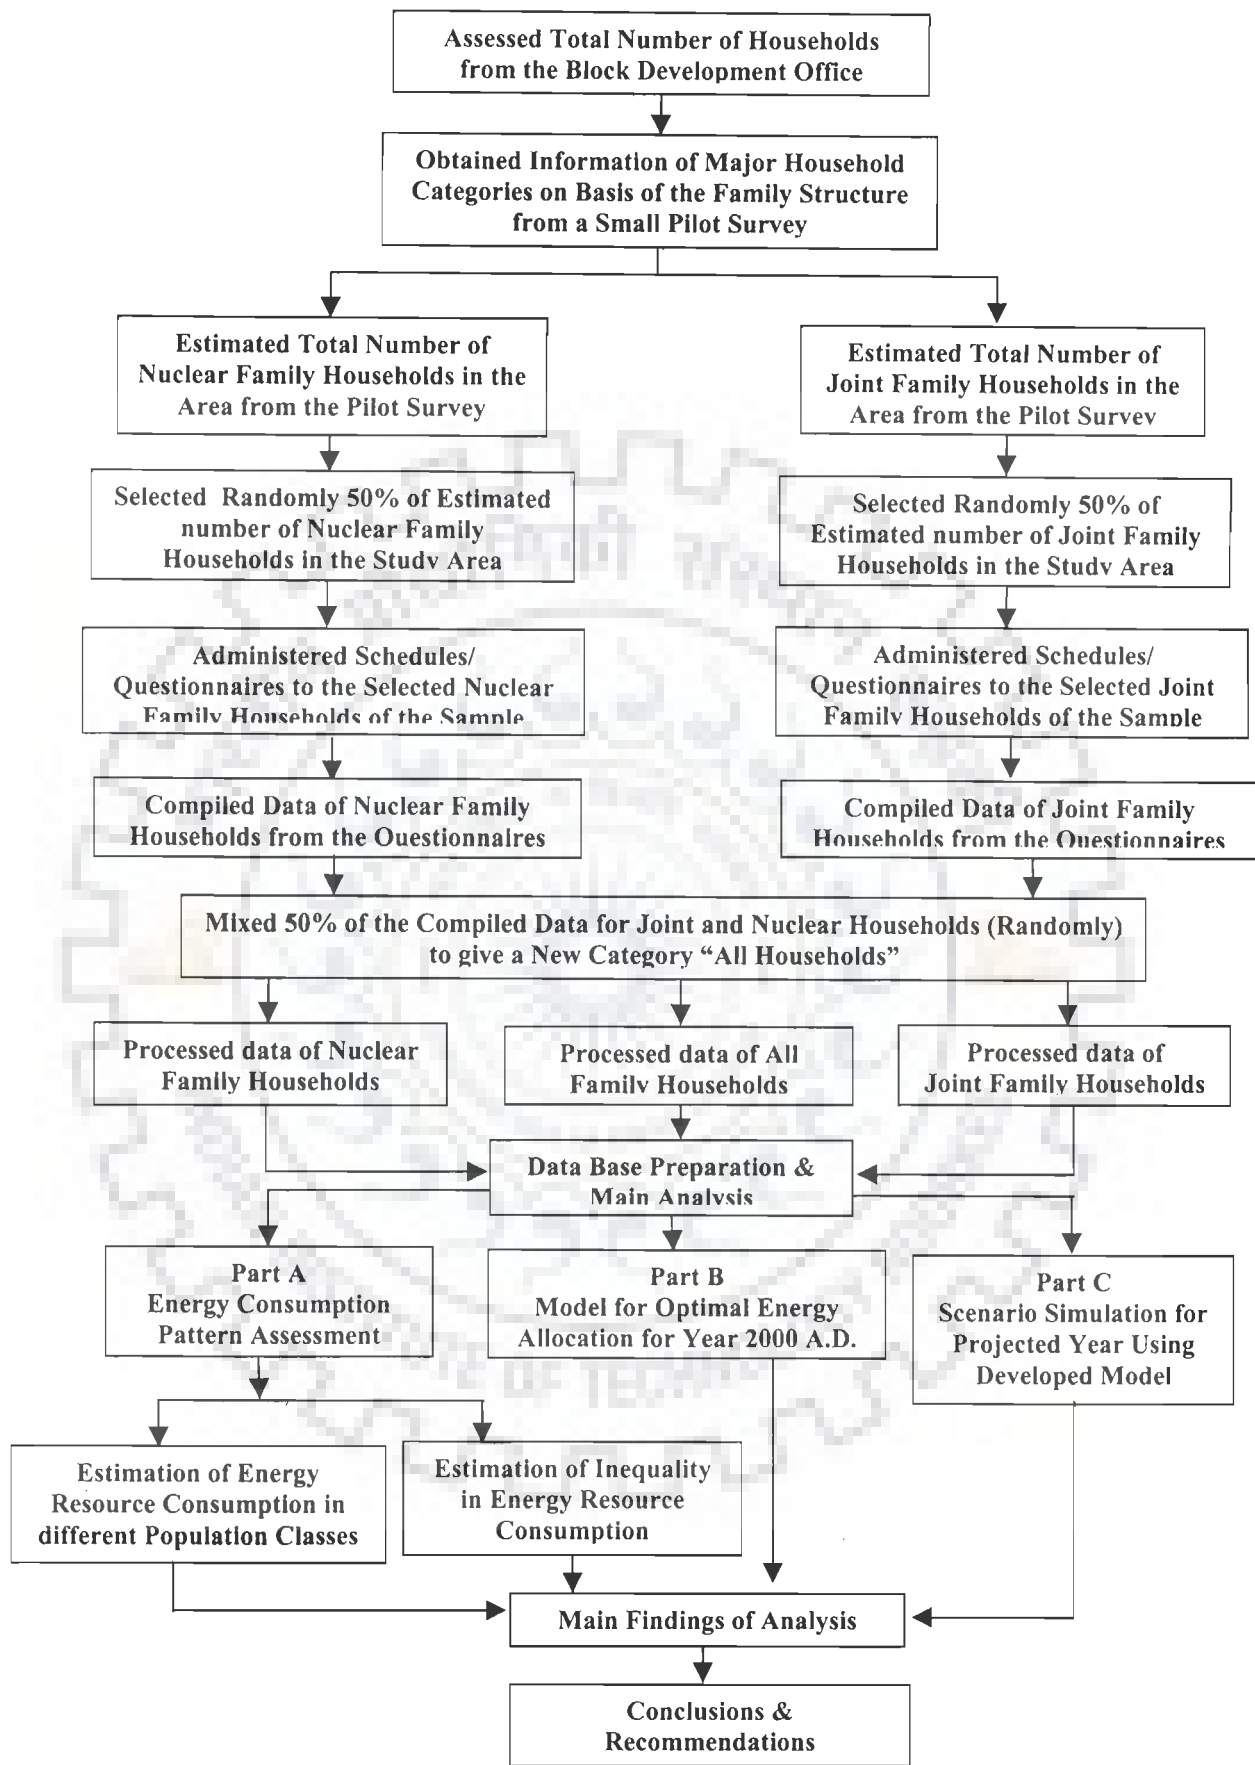 Assessed Total Number of Households
from the Block Development Office
Obtained Information of Major Household
Categories on Basis of the Family Structure
from a Small Pilot Survey
Estimated Total Number of
Nuclear Family Households in the
Area from the Pilot Survey
Estimated Total Number of
Joint Family Households in the
Area from the Pilot Survey
Selected Randomly 50% of Estimated
number of Nuclear Family
Households in the Study Area
Selected Randomly 50% of
Estimated number of Joint Family
Households in the Study Area
Administered Schedules/
Questionnaires to the Selected Nuclear
Family Households of the Sample
Administered Schedules/
Questionnaires to the Selected Joint
Family Households of the Sample
Compiled Data of Nuclear Family
Households from the Questionnaires
Compiled Data of Joint Family
Households from the Questionnaires
Mixed 50% of the Compiled Data for Joint and Nuclear Households (Randomly)
to give a New Category “All Households”
Processed data of Nuclear
Family Households
Processed data of All
Family Households
Processed data of
Joint Family Households
Data Base Preparation &
Main Analysis
Part A
Energy Consumption
Pattern Assessment
Part B
Model for Optimal Energy
Allocation for Year 2000 A.D.
Part C
Scenario Simulation for
Projected Year Using
Developed Model
Estimation of Energy
Resource Consumption in
different Population Classes
Estimation of Inequality
in Energy Resource
Consumption
Main Findings of Analysis
Conclusions &
Recommendations